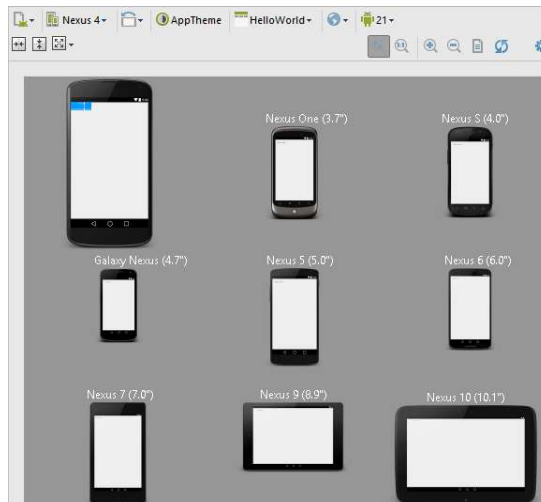 Nexus 4 AppTheme HelloWorld 21
Nexus One (3.7")
Nexus S (4.0")
Galaxy Nexus (4.7")
Nexus 5 (5.0")
Nexus 6 (6.0")
Nexus 7 (7.0")
Nexus 9 (8.9")
Nexus 10 (10.1")